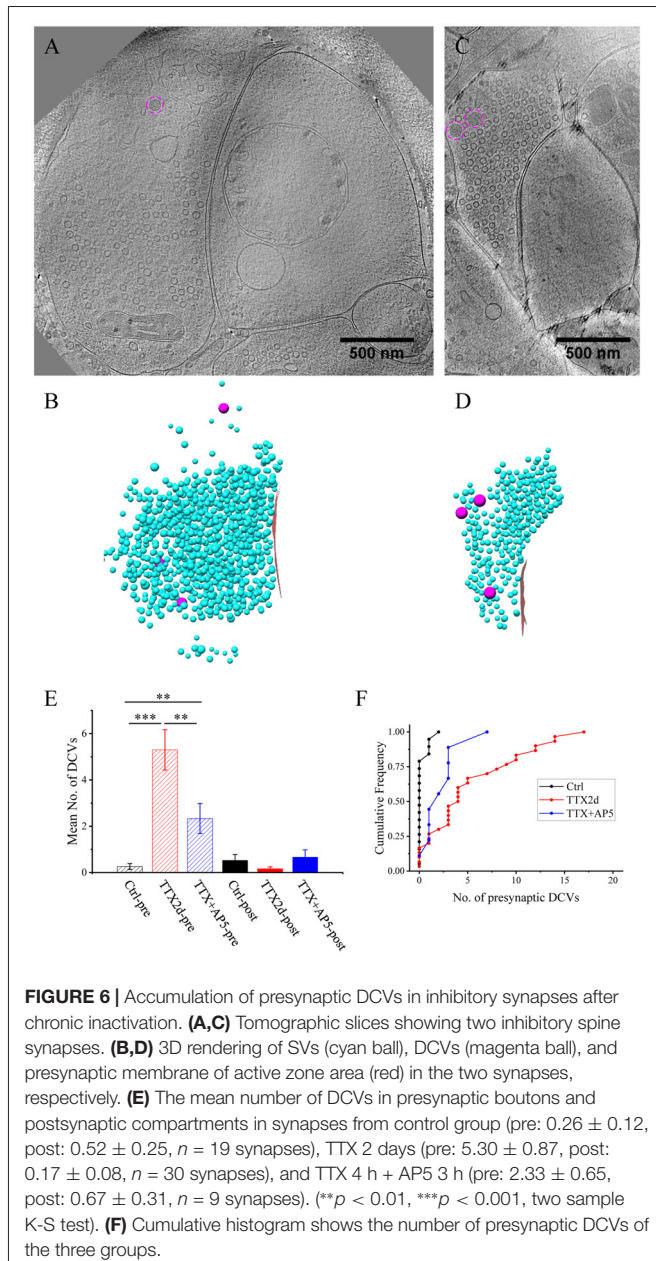 A
C
500 nm
500 nm
B
D
E
F
Mean No. of DCVs
6
4
2
0
**
*** **
Ctrl-pre
TTX2d-pre
TTX+AP5-pre
Ctrl-post
TTX2d-post
TTX+AP5-post
Cumulative Frequency
1.00
0.75
0.50
0.25
0.00
Ctrl
TTX2d
TTX+AP5
0 5 10 15 20
No. of presynaptic DCVs
FIGURE 6 | Accumulation of presynaptic DCVs in inhibitory synapses after
chronic inactivation. (A,C) Tomographic slices showing two inhibitory spine
synapses. (B,D) 3D rendering of SVs (cyan ball), DCVs (magenta ball), and
presynaptic membrane of active zone area (red) in the two synapses,
respectively. (E) The mean number of DCVs in presynaptic boutons and
postsynaptic compartments in synapses from control group (pre: 0.26 ± 0.12,
post: 0.52 ± 0.25, n = 19 synapses), TTX 2 days (pre: 5.30 ± 0.87, post:
0.17 ± 0.08, n = 30 synapses), and TTX 4 h + AP5 3 h (pre: 2.33 ± 0.65,
post: 0.67 ± 0.31, n = 9 synapses). (**p < 0.01, ***p < 0.001, two sample
K-S test). (F) Cumulative histogram shows the number of presynaptic DCVs of
the three groups.